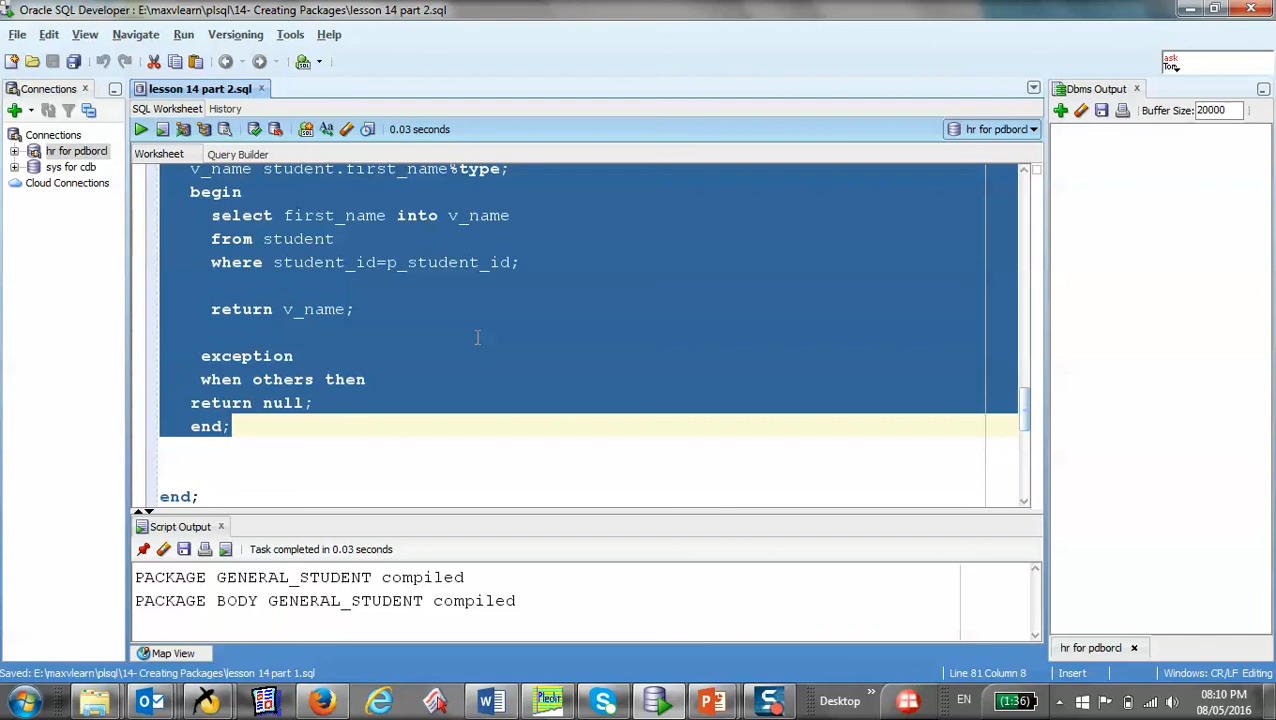 Oracle SQL Developer : E:\maxvlearn\plsql\14- Creating Packages\lesson 14 part 2.sql
File Edit View Navigate Run Versioning Tools Help
ask
Tom
Connections
lesson 14 part 2.sql
Dbms Output
SQL Worksheet History
Buffer Size: 20000
0.03 seconds
hr for pdborcl
Connections
hr for pdborcl
sys for cdb
Cloud Connections
Worksheet Query Builder
v_name student.first_name%type;
begin
select first_name into v_name
from student
where student_id=p_student_id;
return v_name;
exception
when others then
return null;
end;
end;
Script Output
Task completed in 0.03 seconds
PACKAGE GENERAL_STUDENT compiled
PACKAGE BODY GENERAL_STUDENT compiled
Map View
hr for pdborcl
Saved: E:\maxvlearn\plsql\14- Creating Packages\lesson 14 part 1.sql
Line 81 Column 8
Insert
Windows: CR/LF Editing
Desktop
EN
(1:36)
08:10 PM
08/05/2016